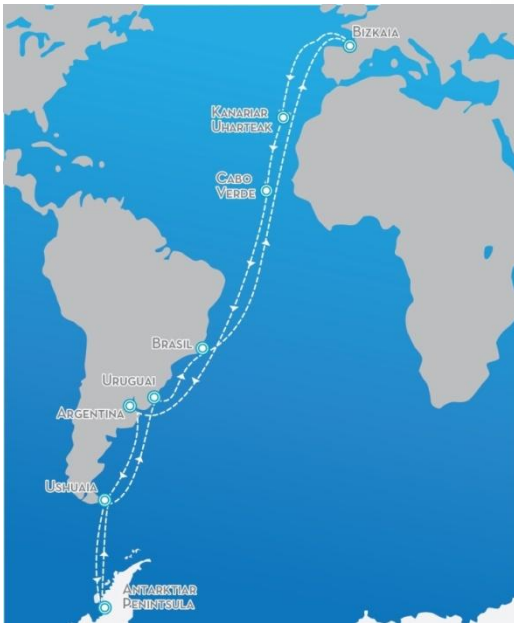 BIZKAIA
KANARIAR
UHARTEAK
CABO
VERDE
BRASIL
URUGUAI
ARGENTINA
USHUAIA
ANTARKTIAR
PENINTSULA